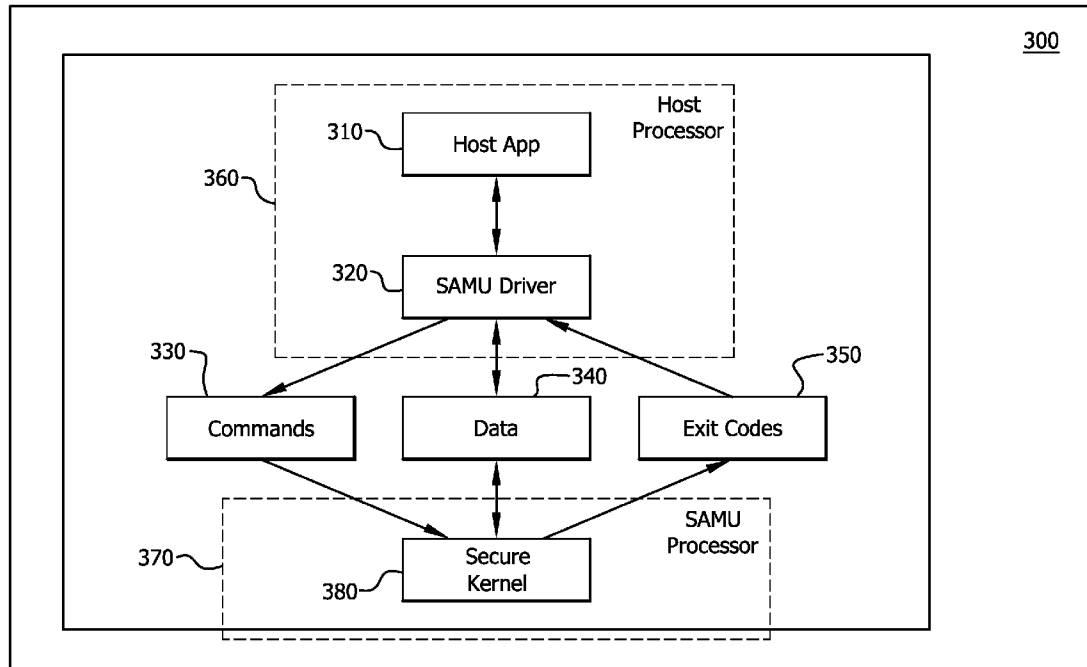 300
Host
Processor
310
Host App
360
320
SAMU Driver
330
340
350
Commands
Data
Exit Codes
SAMU
Processor
370
Secure
Kernel
380